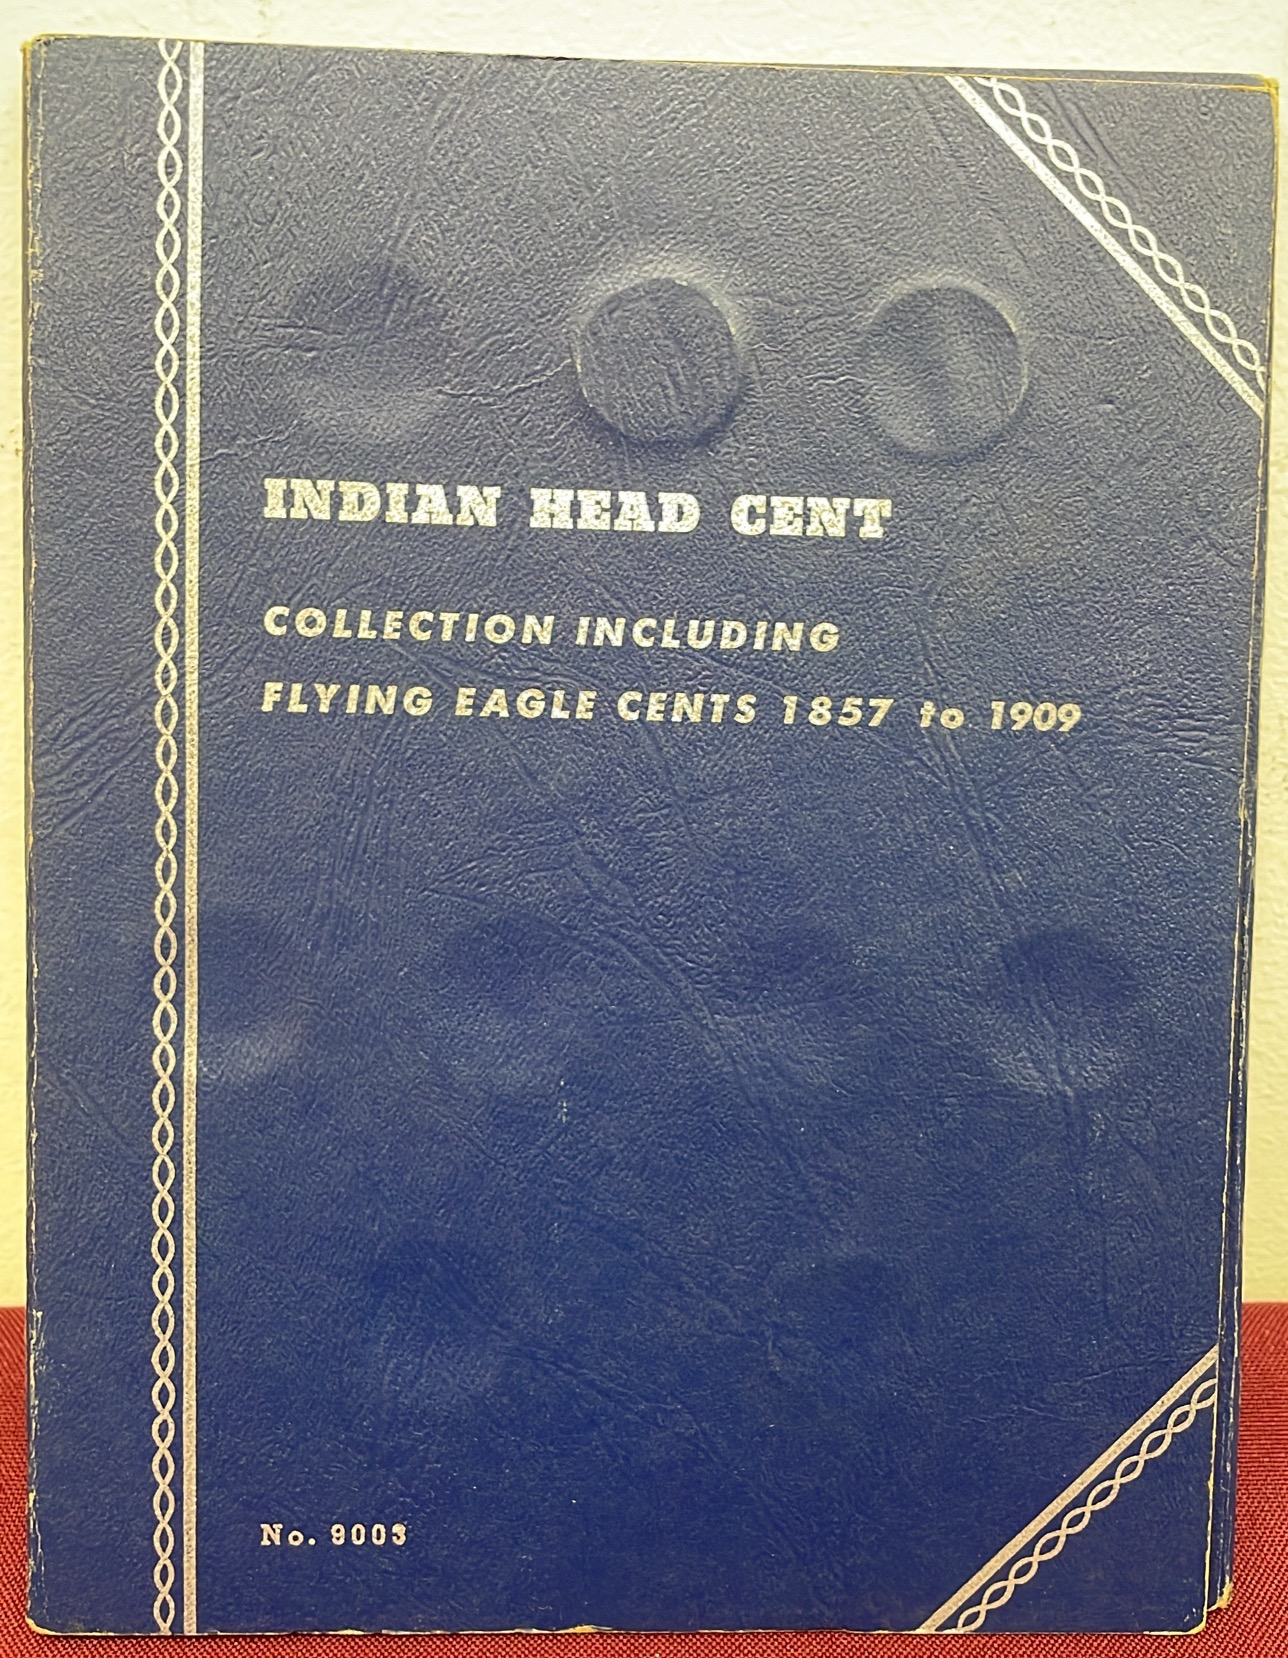 INDIAN HEAD CENT
COLLECTION INCLUDING
FLYING EAGLE CENTS 1857 to 1909
No. 9003